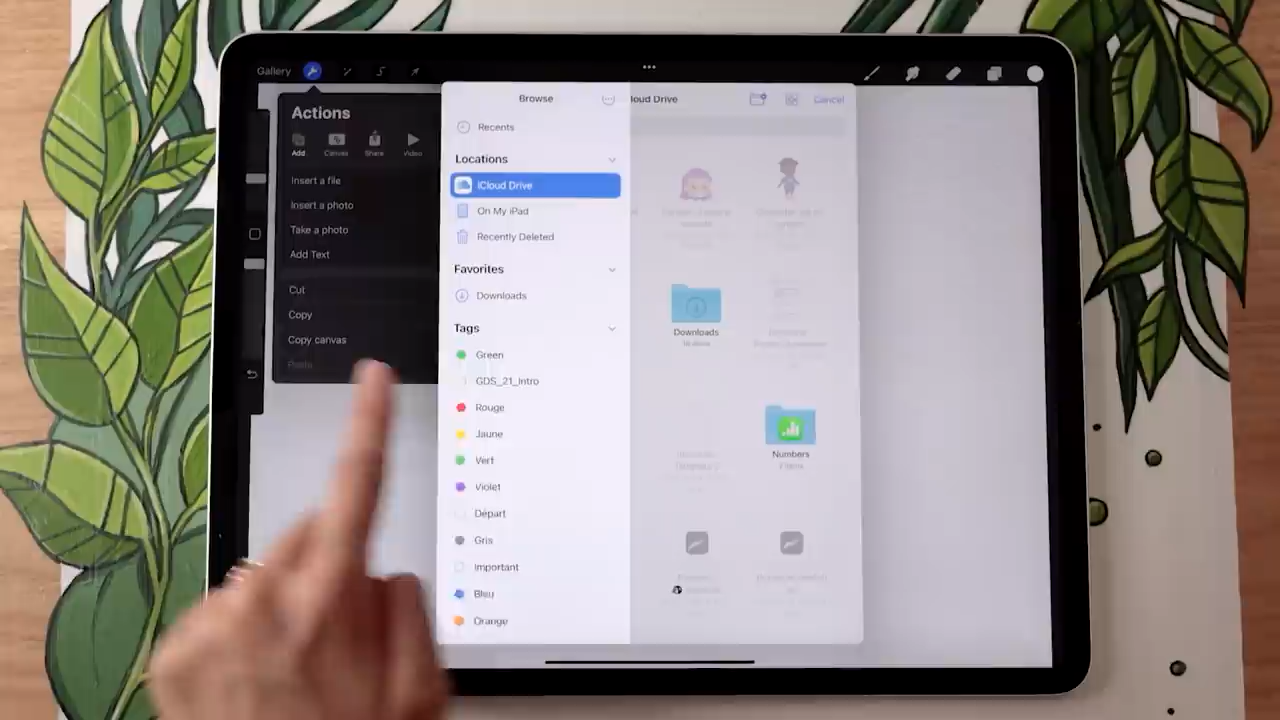 Gallery
Actions
Add
Canvas
Share
Video
Insert a file
Insert a photo
Take a photo
Add Text
Cut
Copy
Copy canvas
Paste
Browse
Recents
Locations
iCloud Drive
On My iPad
Recently Deleted
Favorites
Downloads
Tags
Green
GDS_21_Intro
Rouge
Jaune
Vert
Violet
Départ
Gris
Important
Bleu
Orange
loud Drive
Cancel
Downloads
Numbers